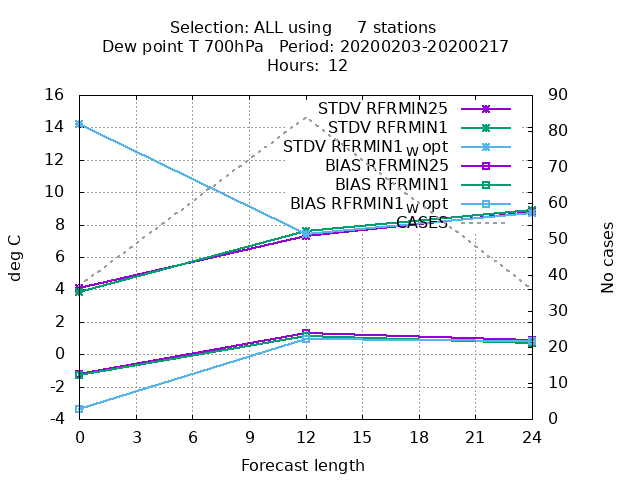 Selection: ALL using     7 stations
Dew point T 700hPa   Period: 20200203-20200217
Hours: 12
STDV RFRMIN25
STDV RFRMIN1
STDV RFRMIN1w opt
BIAS RFRMIN25
BIAS RFRMIN1
BIAS RFRMIN1w opt
CASES
16
14
12
10
8
6
4
2
0
-2
-4
deg C
90
80
70
60
50
40
30
20
10
0
No cases
0 3 6 9 12 15 18 21 24
Forecast length